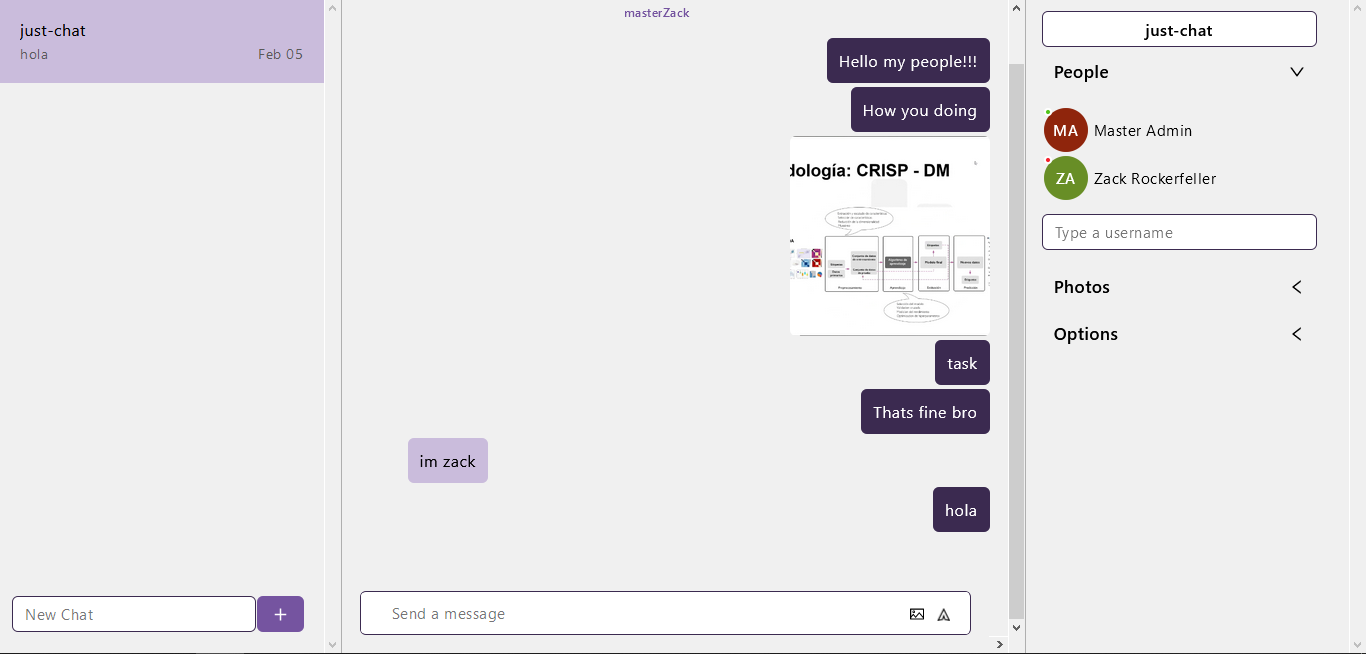 just-chat
hola
Feb 05
New Chat
masterZack
Hello my people!!!
How you doing
dología: CRISP - DM
task
Thats fine bro
im zack
hola
Send a message
just-chat
People
MA
Master Admin
ZA
Zack Rockerfeller
Type a username
Photos
Options